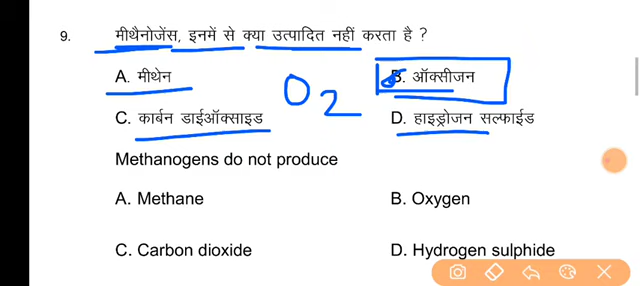 9. मीथैनोजेंस, इनमें से क्या उत्पादित नहीं करता है ?
A. मीथेन B. ऑक्सीजन
O2
C. कार्बन डाईऑक्साइड D. हाइड्रोजन सल्फाईड
Methanogens do not produce
A. Methane B. Oxygen
C. Carbon dioxide D. Hydrogen sulphide